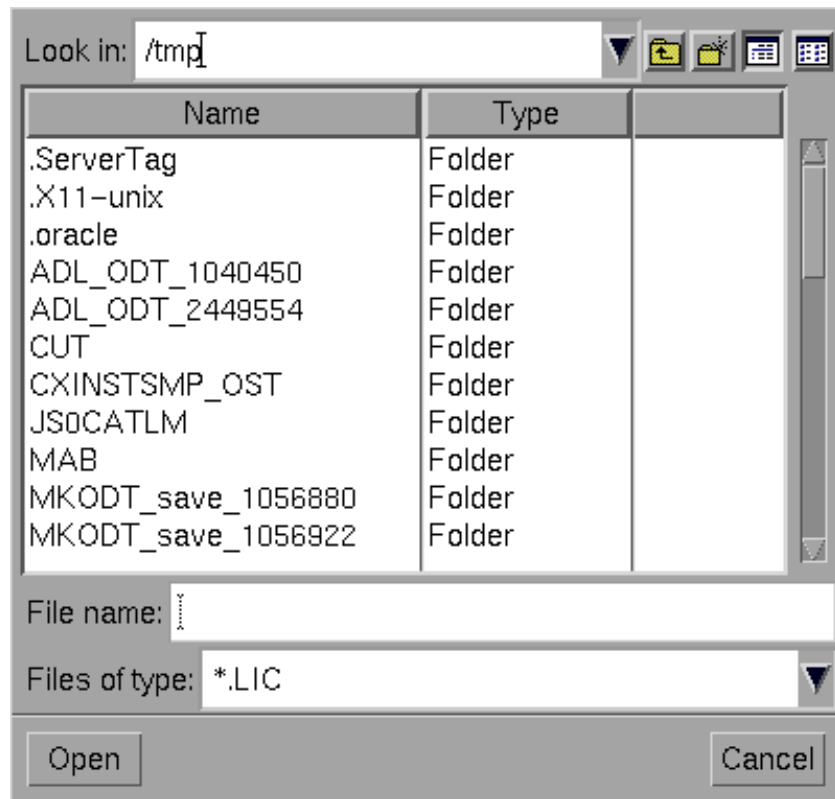 Look in: /tmp
Name Type
.ServerTag Folder
.X11-unix Folder
.oracle Folder
ADL_ODT_1040450 Folder
ADL_ODT_2449554 Folder
CUT Folder
CXINSTSMP_OST Folder
JS0CATLM Folder
MAB Folder
MKODT_save_1056880 Folder
MKODT_save_1056922 Folder
File name:
Files of type: *.LIC
Open Cancel